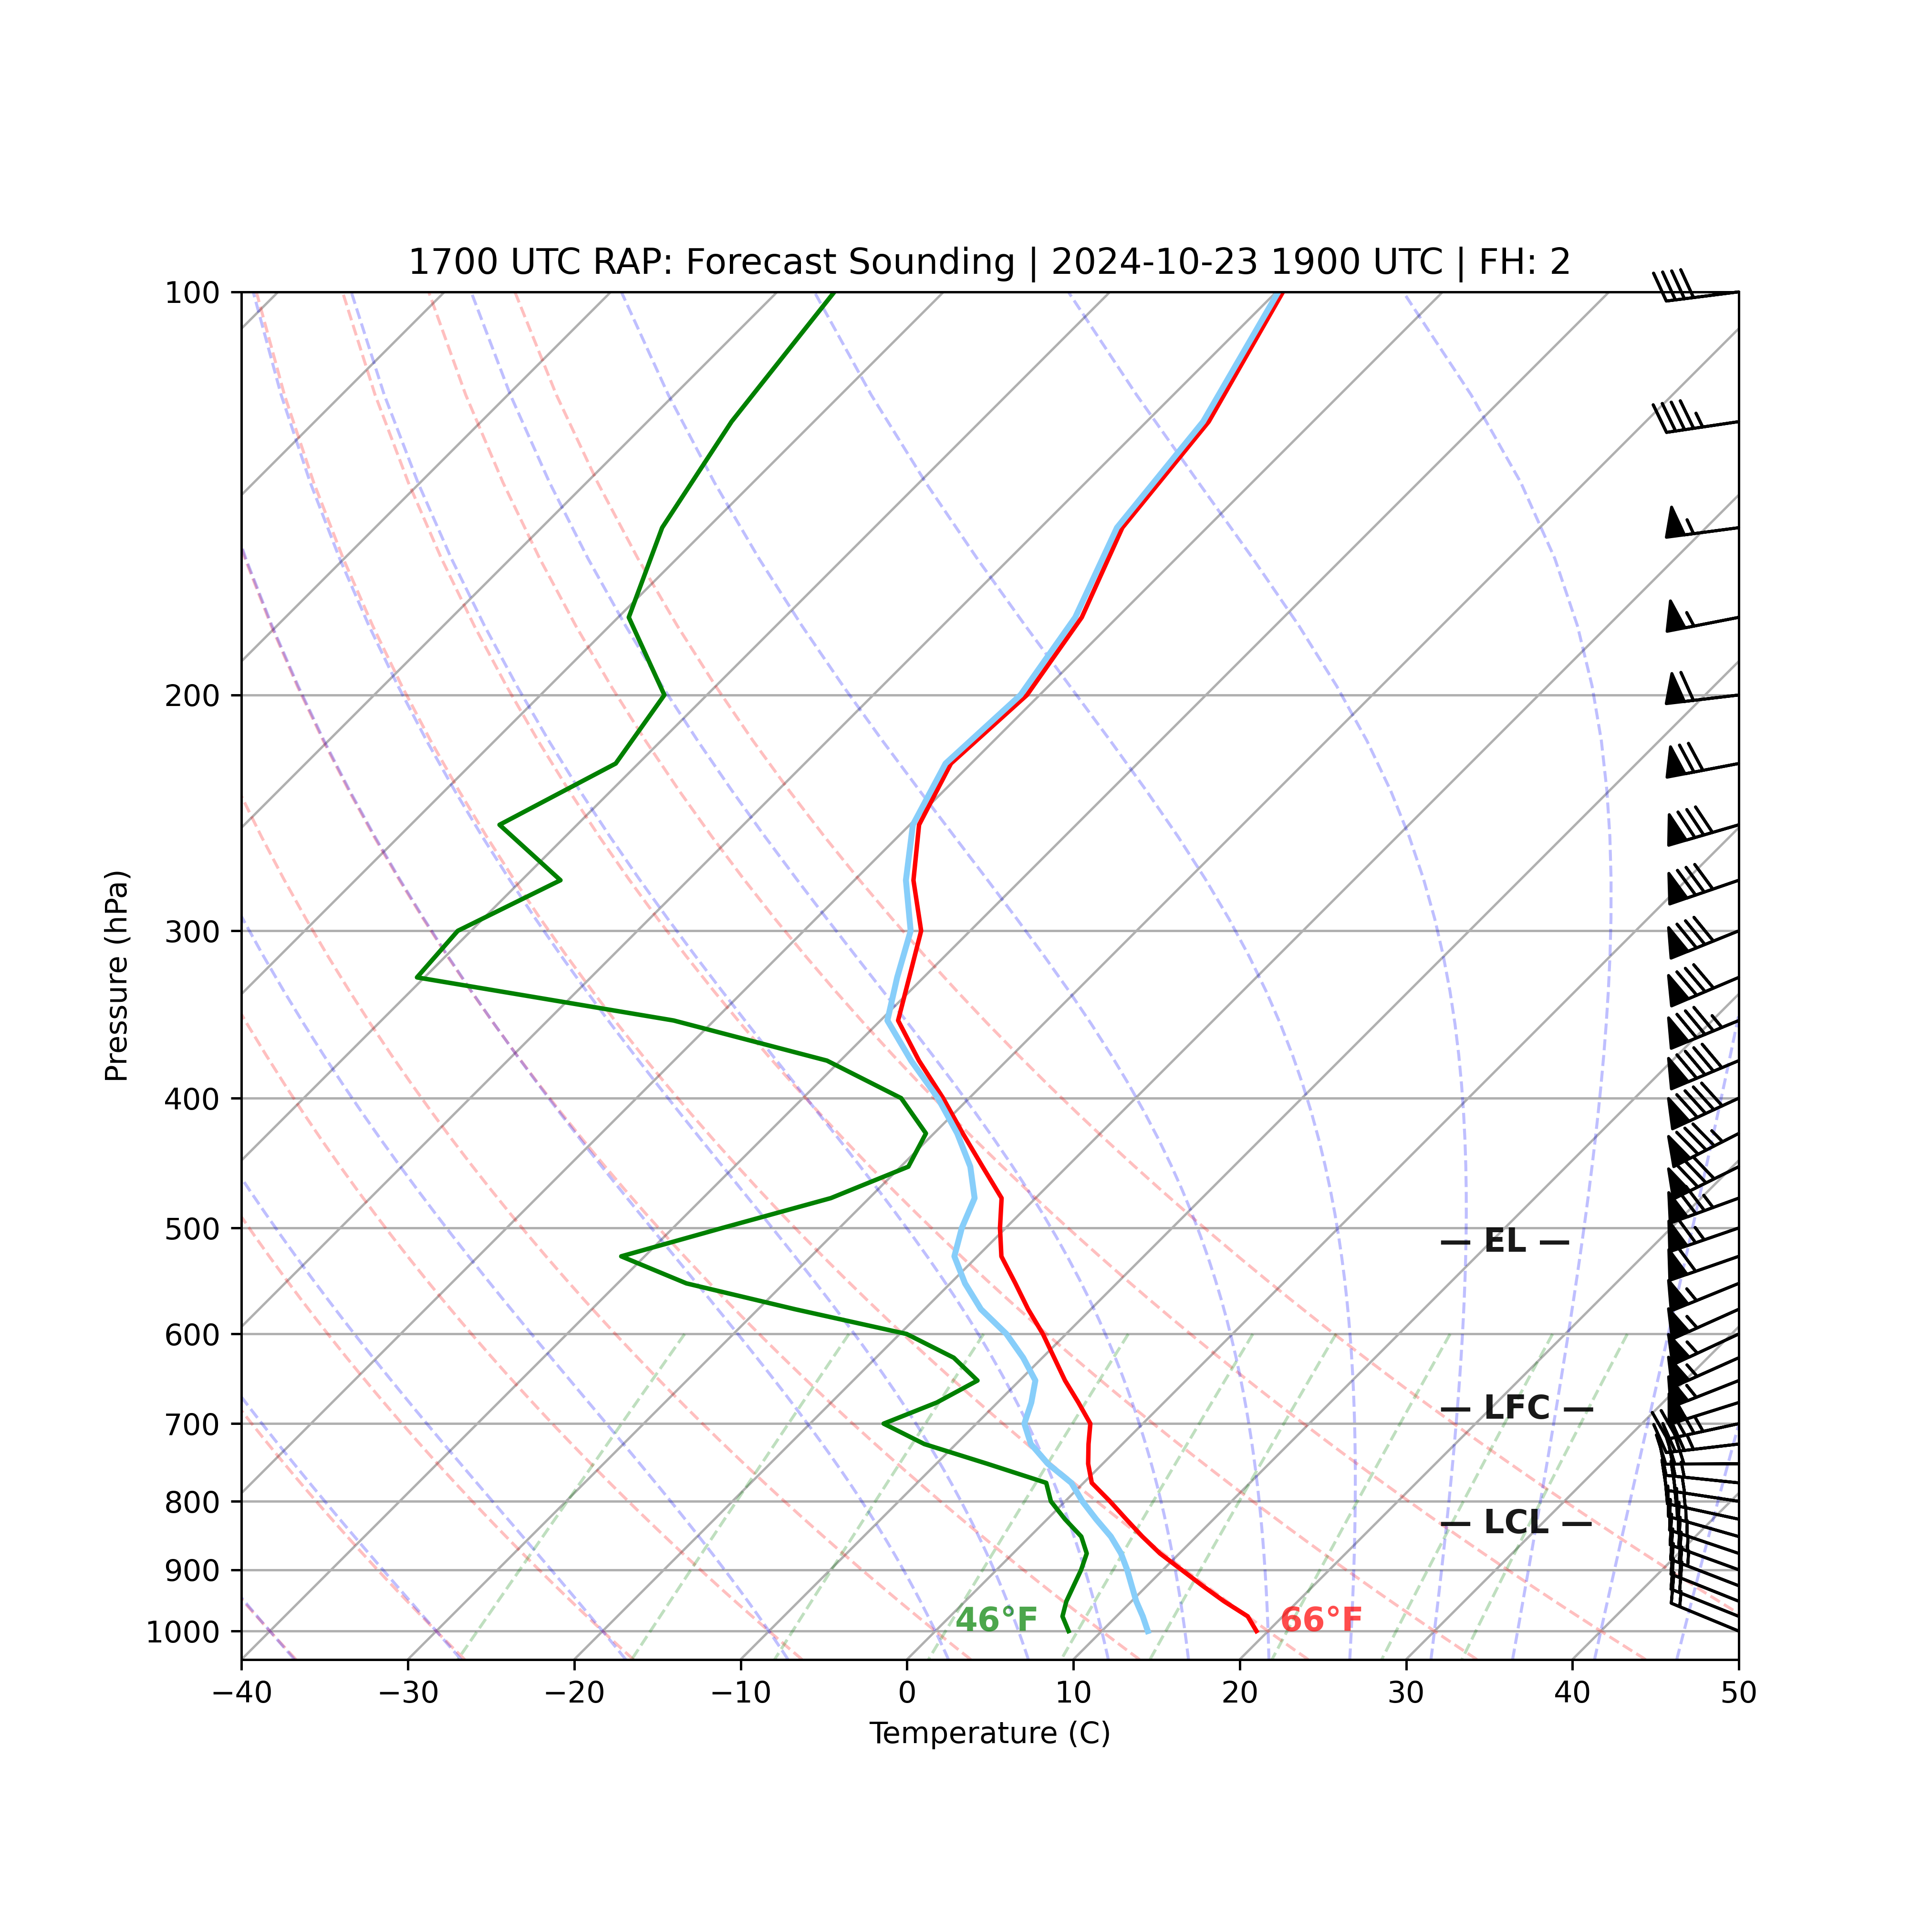 1700 UTC RAP: Forecast Sounding | 2024-10-23 1900 UTC | FH: 2
100
200
300
400
500
600
700
800
900
1000
Pressure (hPa)
— EL —
— LFC —
— LCL —
46°F
66°F
−40 −30 −20 −10 0 10 20 30 40 50
Temperature (C)